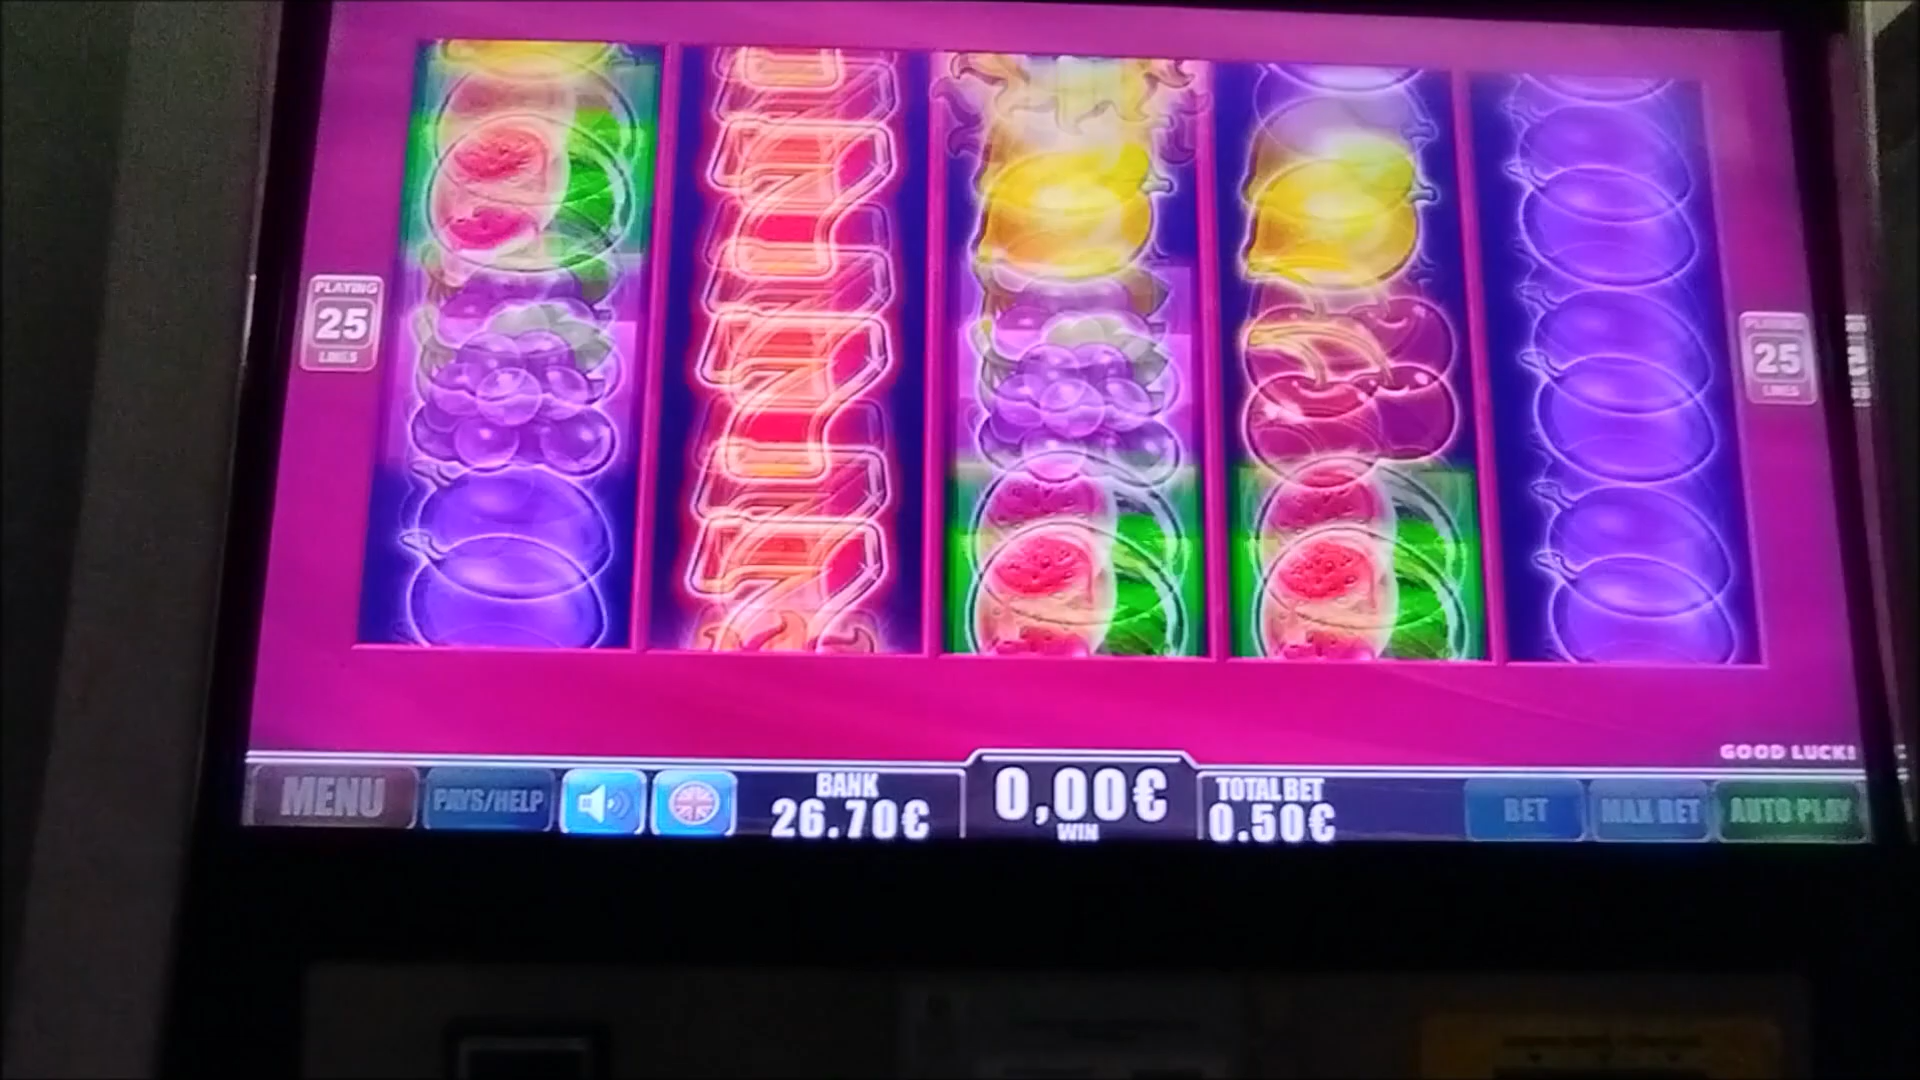 PLAYING
25
LINES
PLAYING
25
LINES
GOOD LUCK!
MENU
PAYS/HELP
BANK
26.70€
0,00€
WIN
TOTAL BET
0.50€
BET
MAX BET
AUTO PLAY